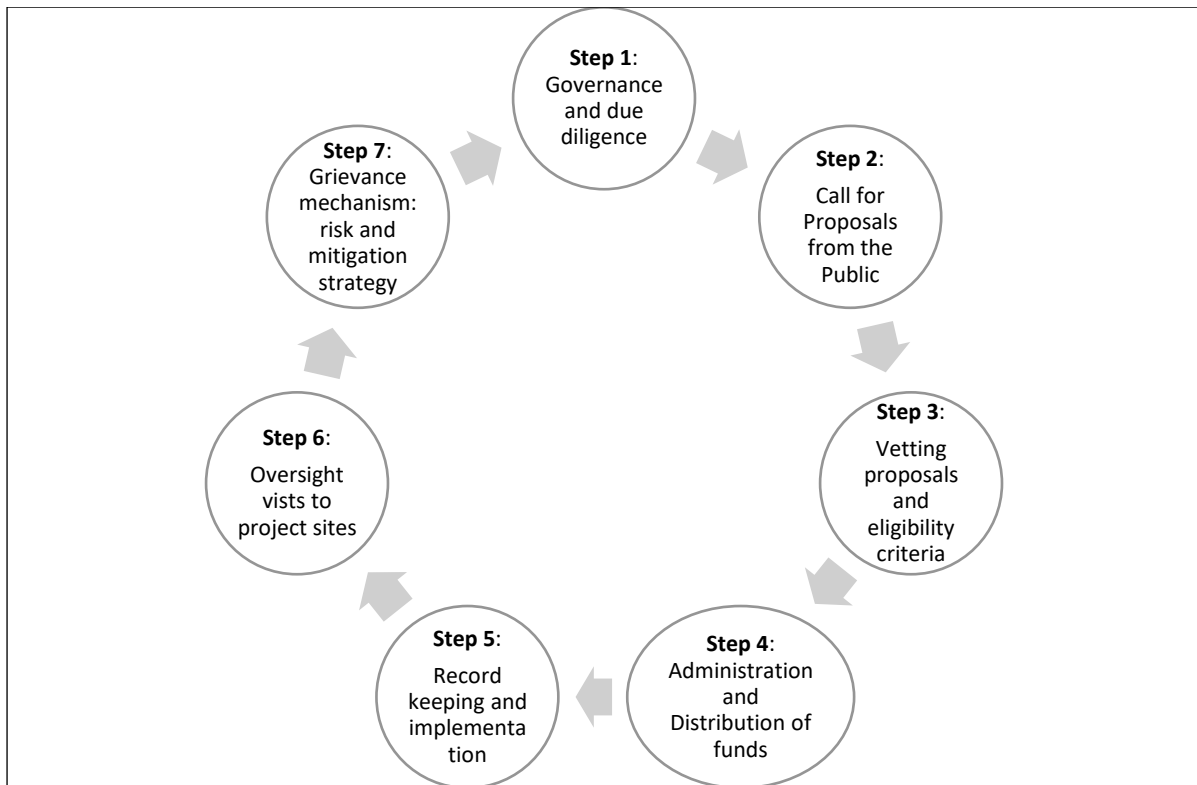 Step 1:
Governance
and due
diligence
Step 2:
Call for
Proposals
from the
Public
Step 3:
Vetting
proposals
and
eligibility
criteria
Step 4:
Administration
and
Distribution of
funds
Step 5:
Record
keeping and
implementa
tion
Step 6:
Oversight
vists to
project sites
Step 7:
Grievance
mechanism:
risk and
mitigation
strategy